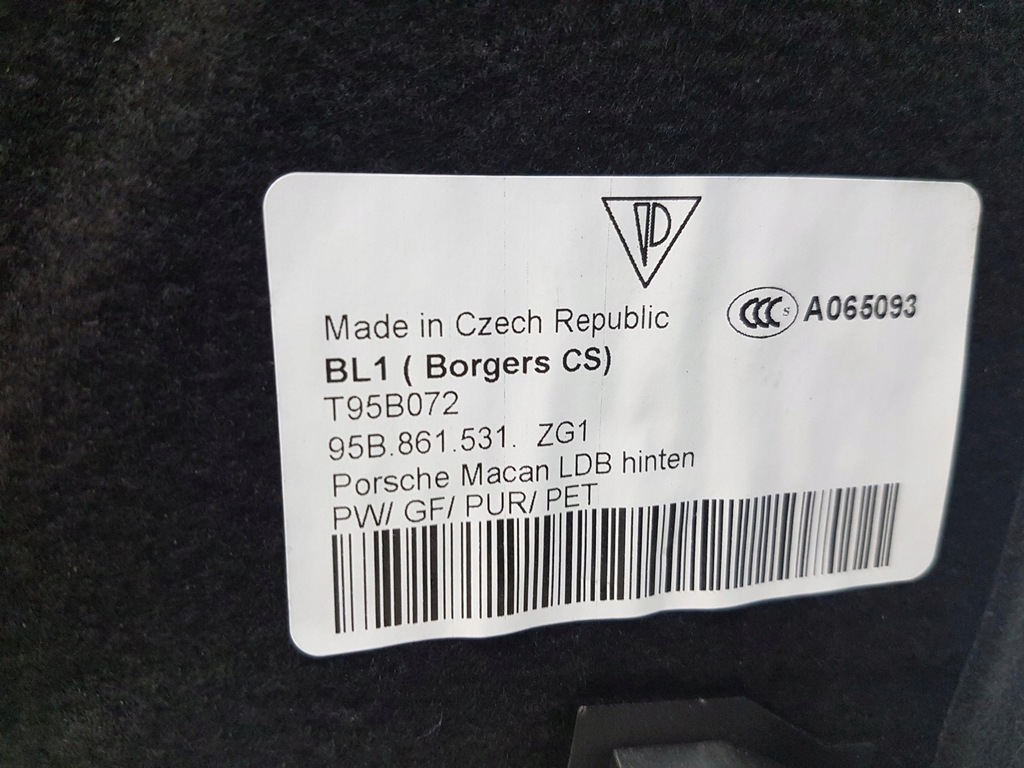 PD
CCC S A065093
Made in Czech Republic
BL1 ( Borgers CS)
T95B072
95B.861.531. ZG1
Porsche Macan LDB hinten
PW/ GF/ PUR/ PET